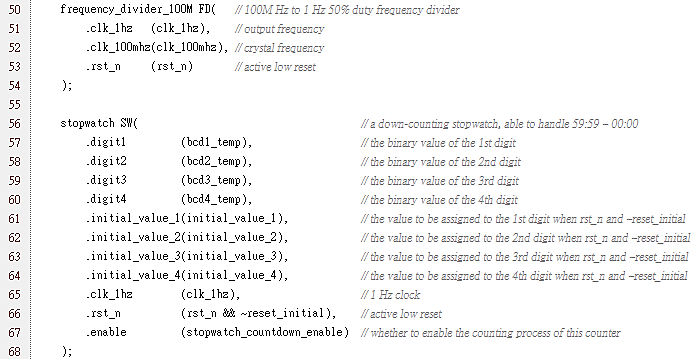 50 frequency_divider_100M FD( // 100M Hz to 1 Hz 50% duty frequency divider
51 .clk_1hz (clk_1hz), // output frequency
52 .clk_100mhz(clk_100mhz), // crystal frequency
53 .rst_n (rst_n) // active low reset
54 );
55
56 stopwatch SW( // a down-counting stopwatch, able to handle 59:59 – 00:00
57 .digit1 (bcd1_temp), // the binary value of the 1st digit
58 .digit2 (bcd2_temp), // the binary value of the 2nd digit
59 .digit3 (bcd3_temp), // the binary value of the 3rd digit
60 .digit4 (bcd4_temp), // the binary value of the 4th digit
61 .initial_value_1(initial_value_1), // the value to be assigned to the 1st digit when rst_n and ~reset_initial
62 .initial_value_2(initial_value_2), // the value to be assigned to the 2nd digit when rst_n and ~reset_initial
63 .initial_value_3(initial_value_3), // the value to be assigned to the 3rd digit when rst_n and ~reset_initial
64 .initial_value_4(initial_value_4), // the value to be assigned to the 4th digit when rst_n and ~reset_initial
65 .clk_1hz (clk_1hz), // 1 Hz clock
66 .rst_n (rst_n && ~reset_initial), // active low reset
67 .enable (stopwatch_countdown_enable) // whether to enable the counting process of this counter
68 );